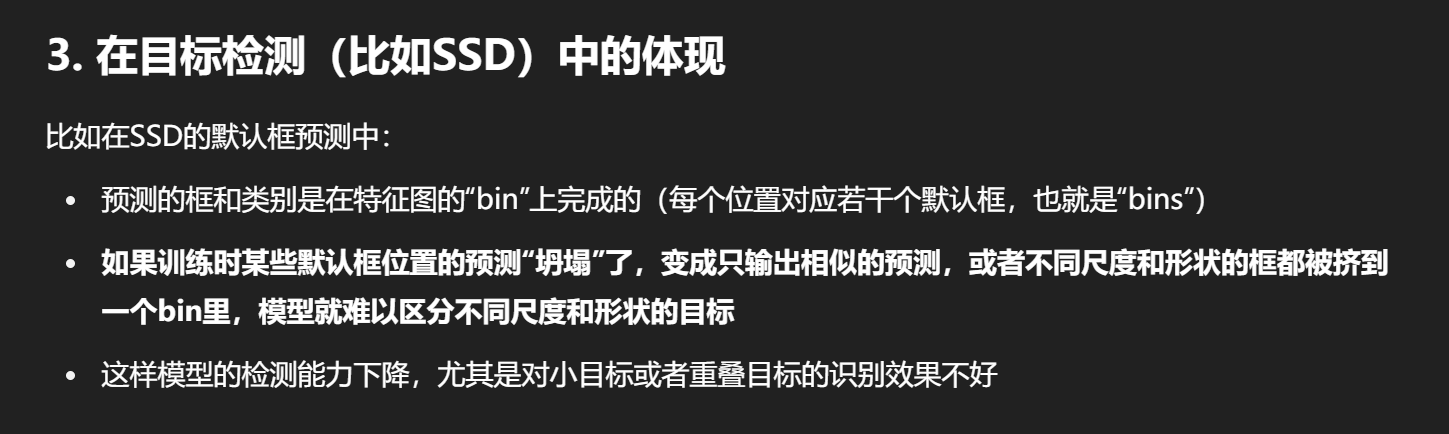 3. 在目标检测（比如SSD）中的体现
比如在SSD的默认框预测中：
• 预测的框和类别是在特征图的“bin”上完成的（每个位置对应若干个默认框，也就是“bins”）
• 如果训练时某些默认框位置的预测“坍塌”了，变成只输出相似的预测，或者不同尺度和形状的框都被挤到
一个bin里，模型就难以区分不同尺度和形状的目标
• 这样模型的检测能力下降，尤其是对小目标或者重叠目标的识别效果不好